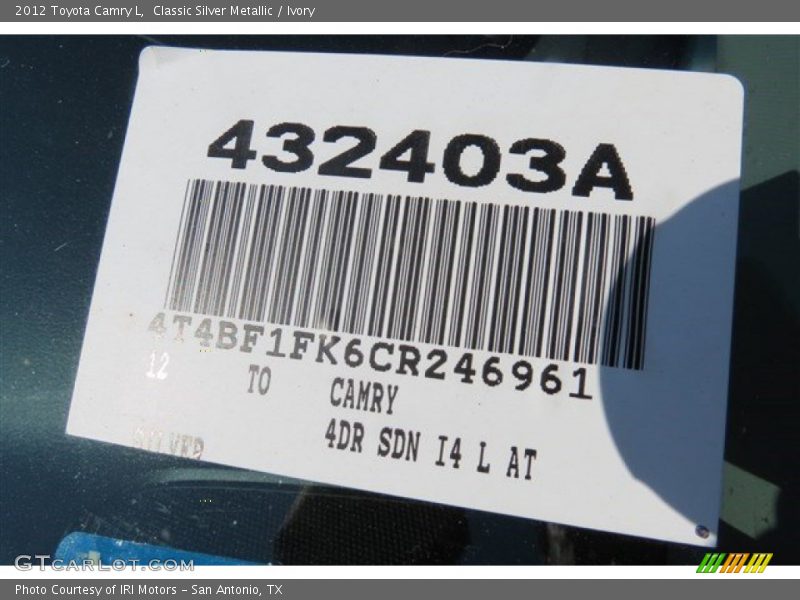 2012 Toyota Camry L,  Classic Silver Metallic / Ivory
432403A
4T4BF1FK6CR246961
12 TO CAMRY
SILVER 4DR SDN I4 L AT
GTCARLOT.COM
Photo Courtesy of IRI Motors - San Antonio, TX